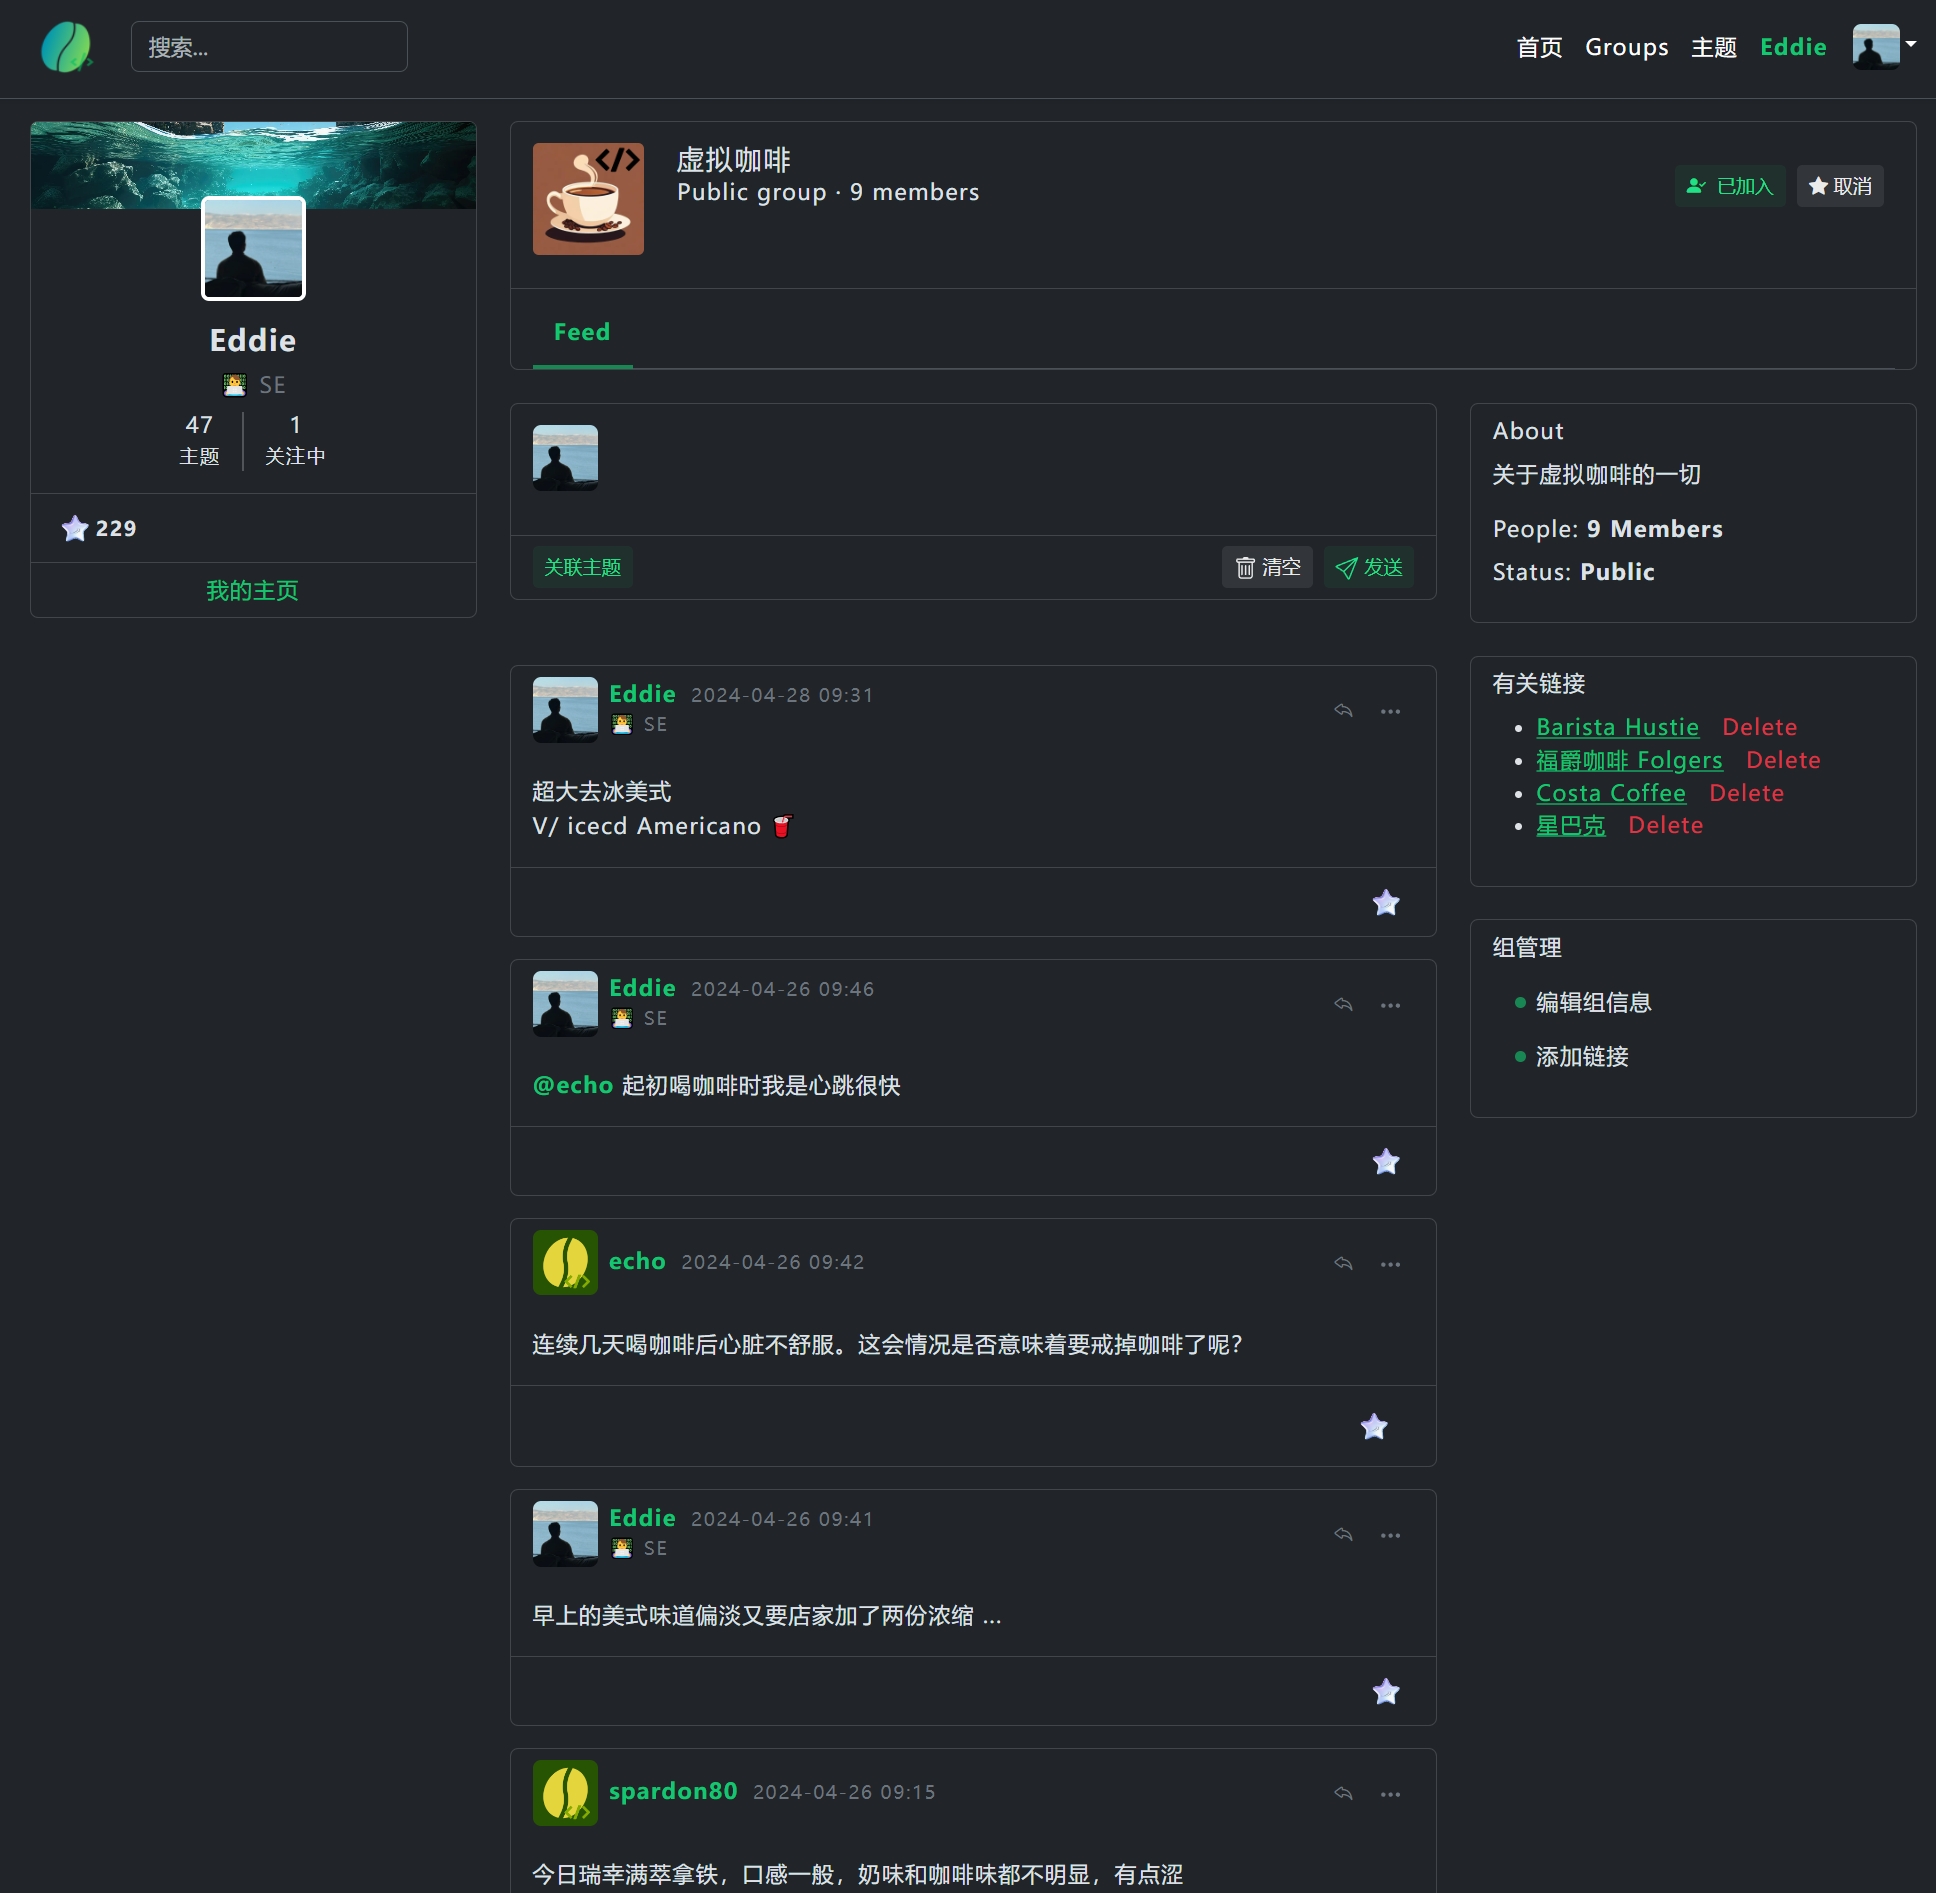 搜索...
首页 Groups 主题 Eddie
Eddie
SE
47 1
主题 关注中
229
我的主页
</>
虚拟咖啡
Public group · 9 members
已加入 取消
Feed
关联主题 清空 发送
Eddie 2024-04-28 09:31
SE
超大去冰美式
V/ icecd Americano 🥤
Eddie 2024-04-26 09:46
SE
@echo 起初喝咖啡时我是心跳很快
echo 2024-04-26 09:42
连续几天喝咖啡后心脏不舒服。这会情况是否意味着要戒掉咖啡了呢？
Eddie 2024-04-26 09:41
SE
早上的美式味道偏淡又要店家加了两份浓缩 ...
spardon80 2024-04-26 09:15
今日瑞幸满萃拿铁，口感一般，奶味和咖啡味都不明显，有点涩
About
关于虚拟咖啡的一切
People: 9 Members
Status: Public
有关链接
Barista Hustie Delete
福爵咖啡 Folgers Delete
Costa Coffee Delete
星巴克 Delete
组管理
编辑组信息
添加链接